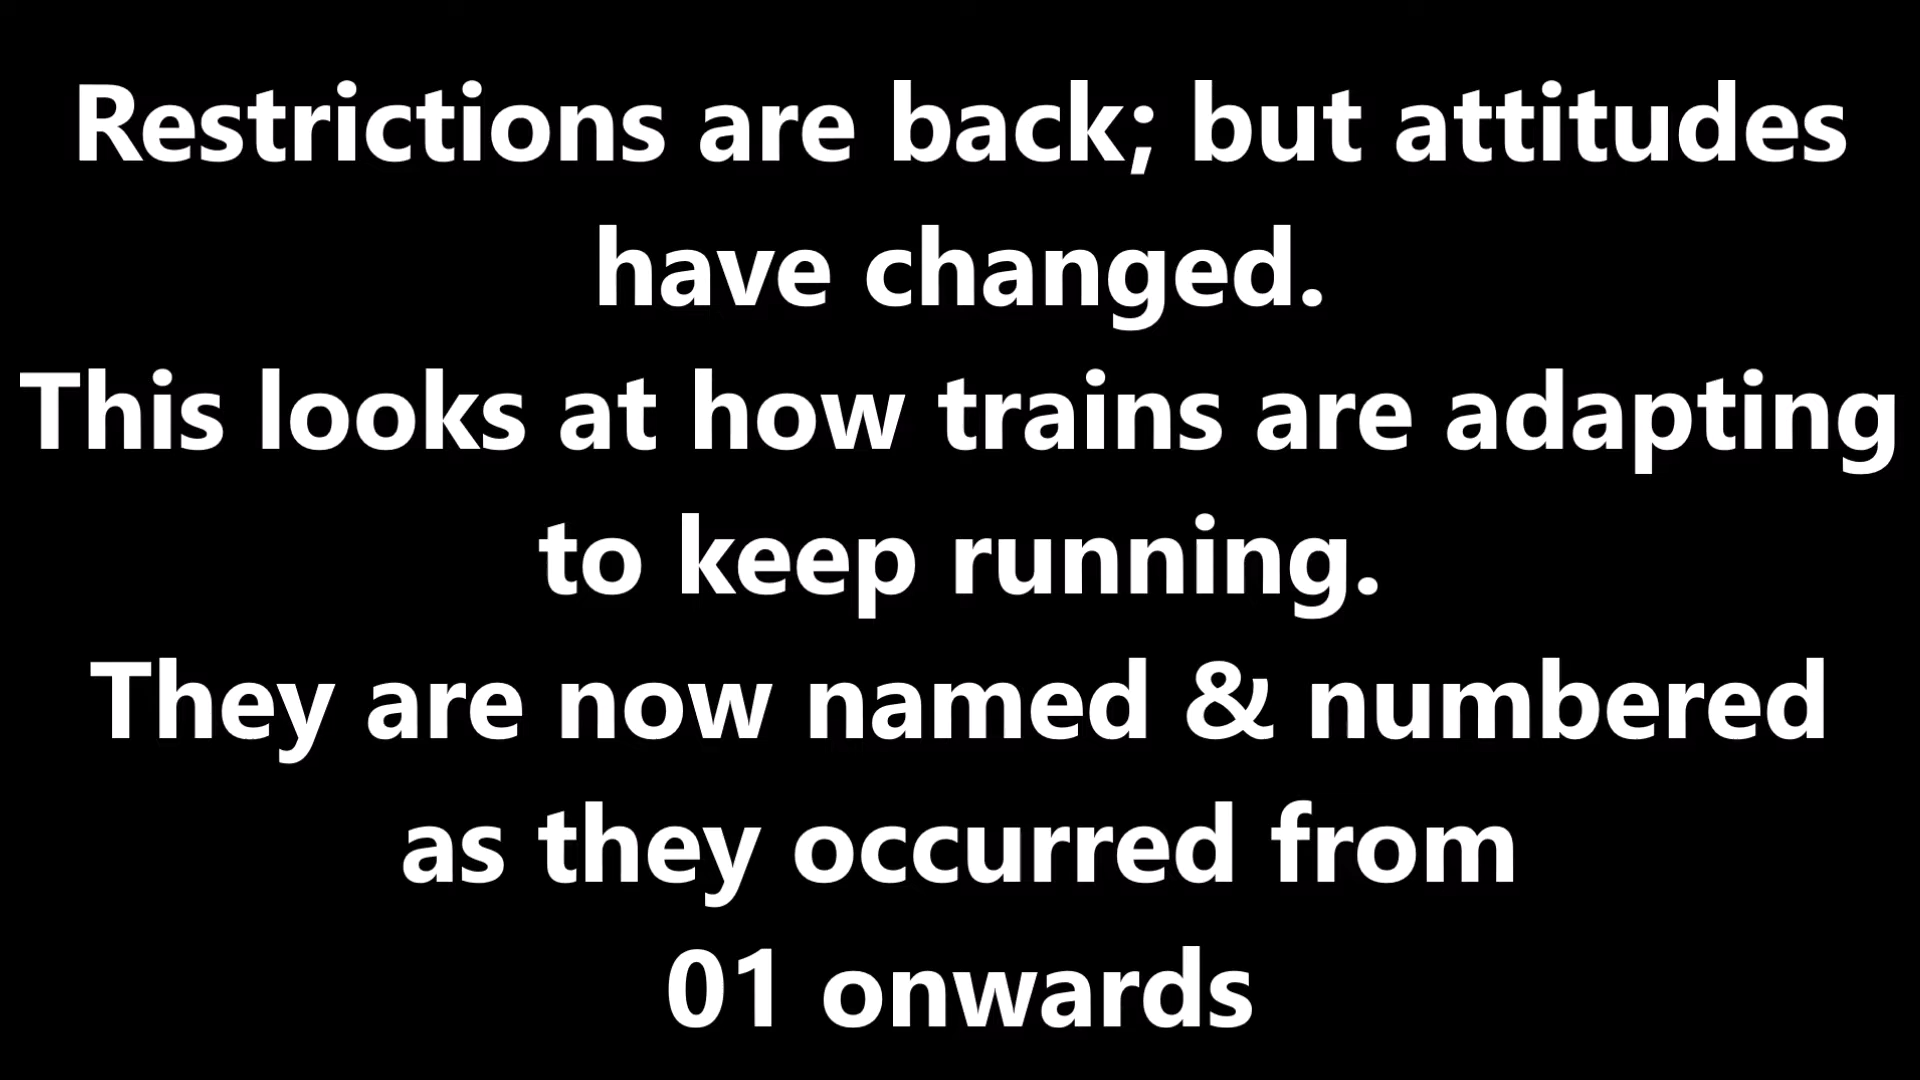 Restrictions are back; but attitudes
have changed.
This looks at how trains are adapting
to keep running.
They are now named & numbered
as they occurred from
01 onwards